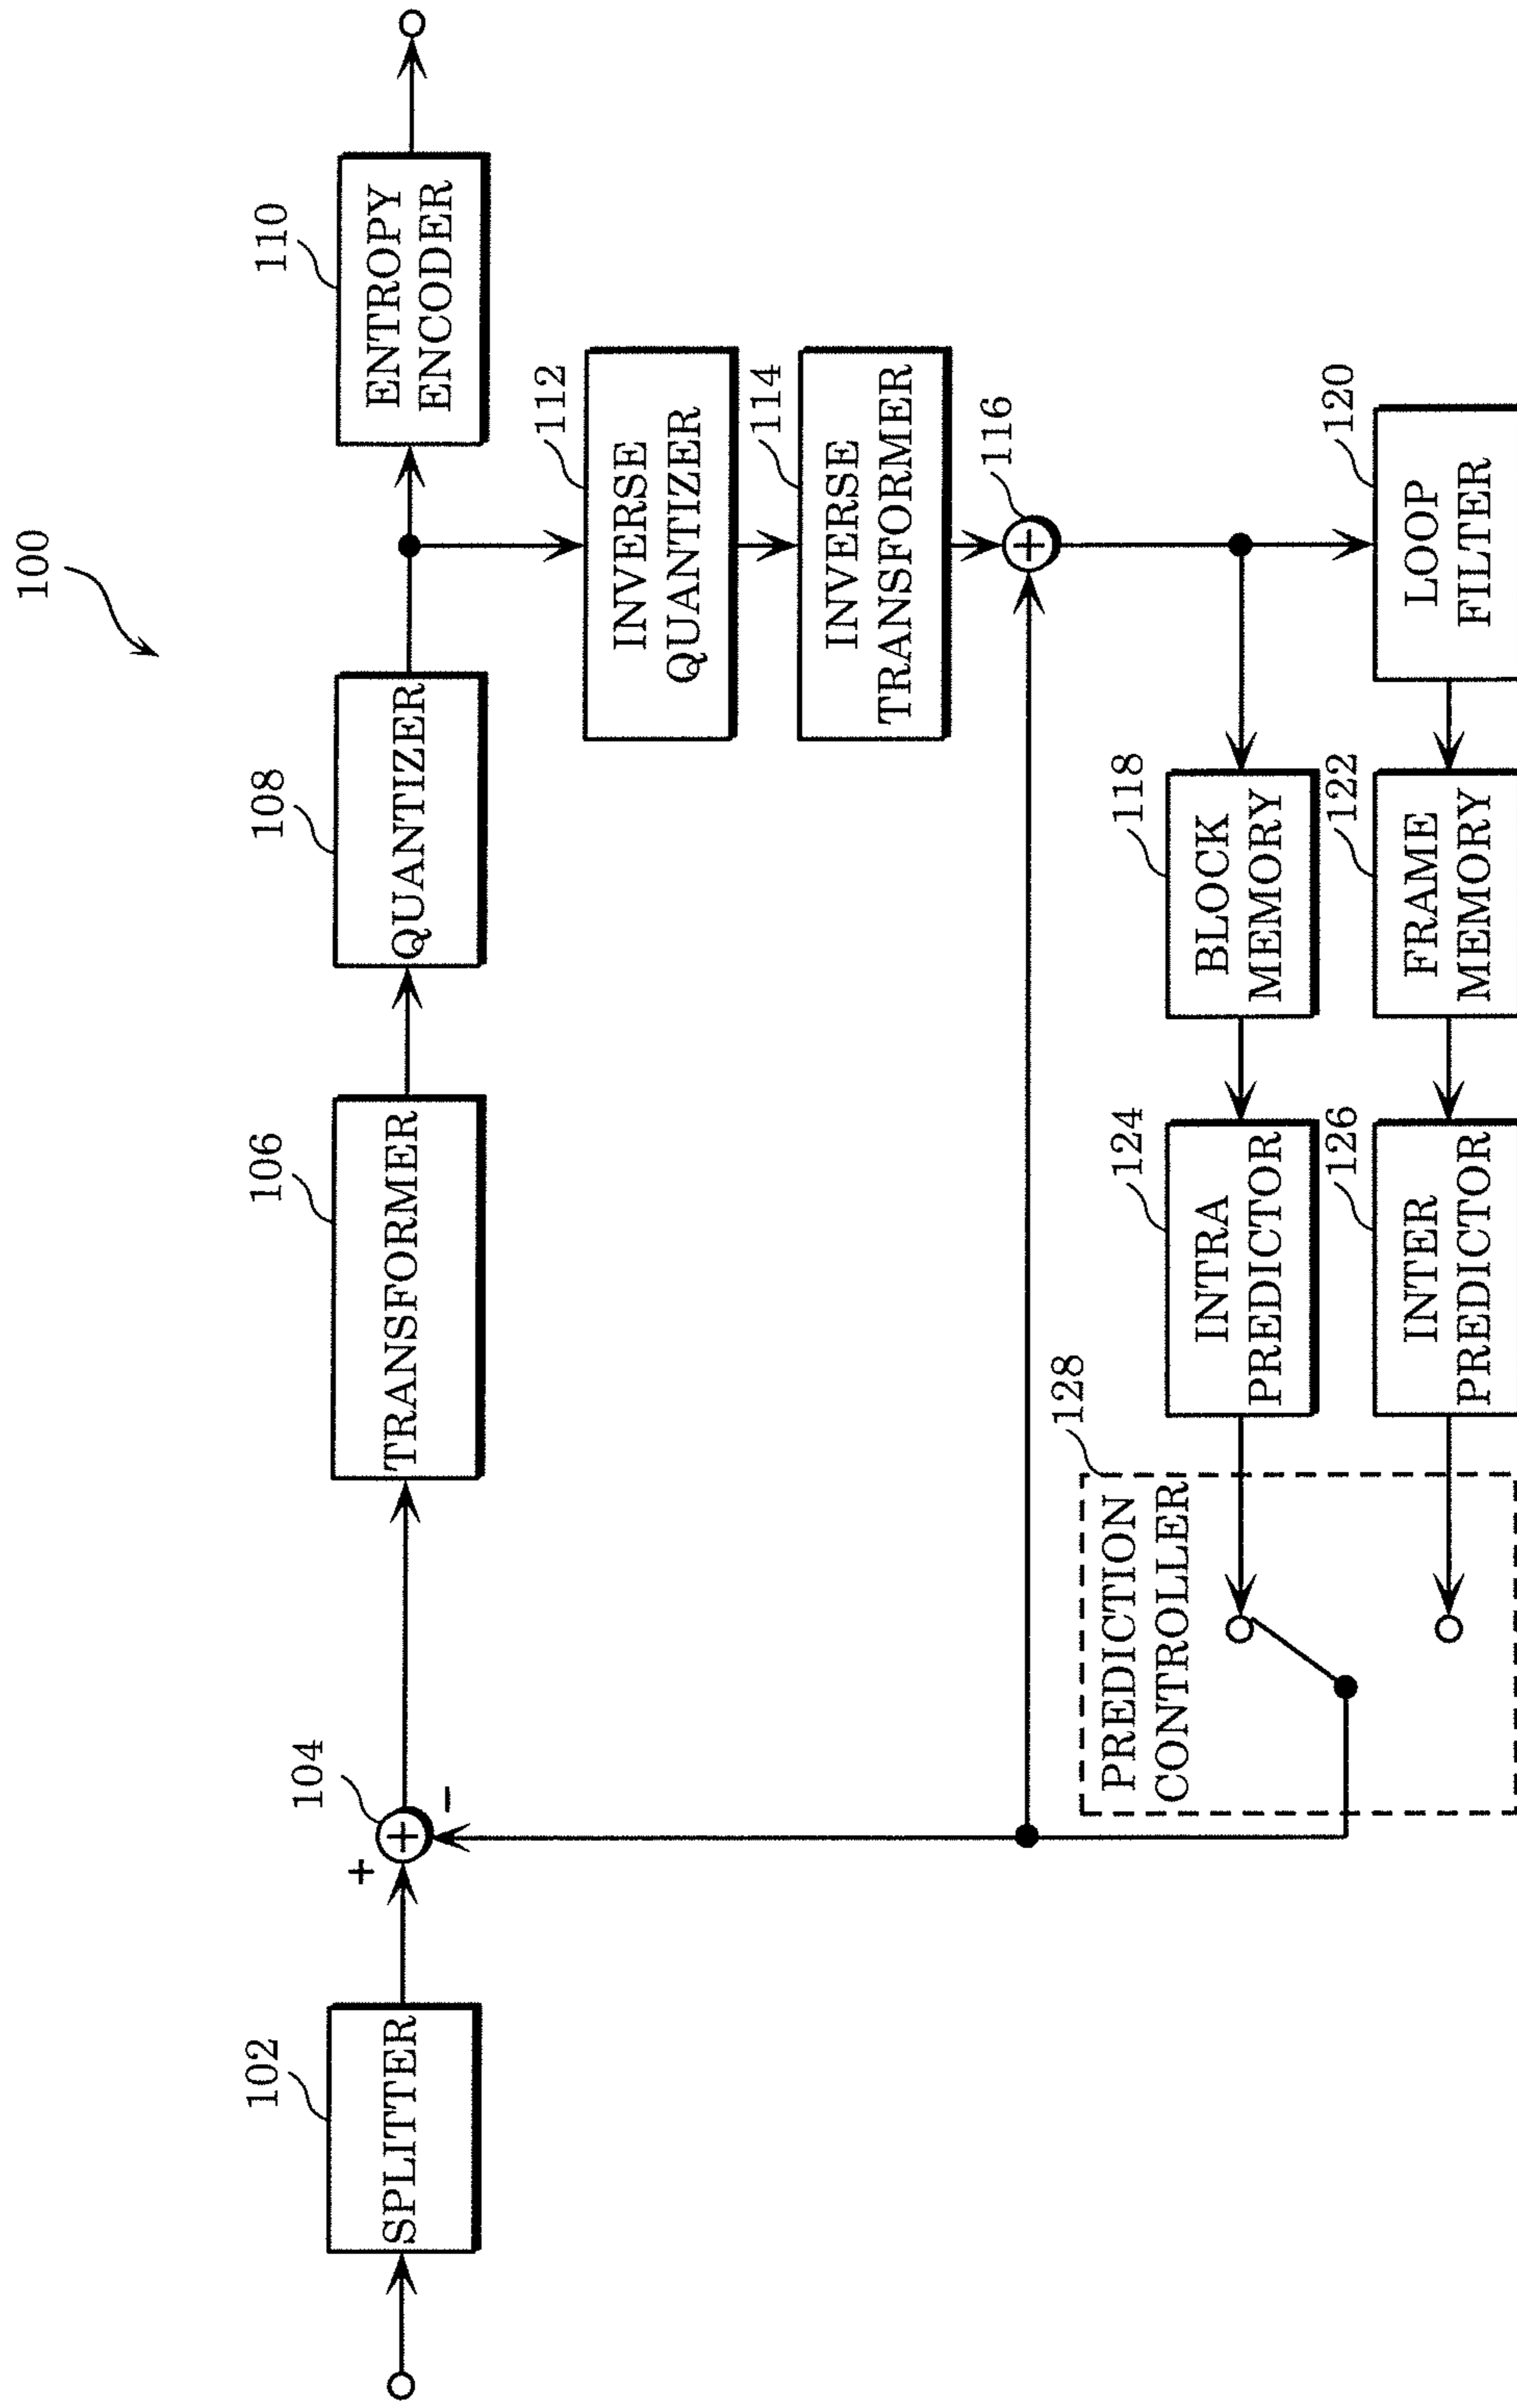 100
102
SPLITTER
104
+
−
106
TRANSFORMER
108
QUANTIZER
110
ENTROPY
ENCODER
112
INVERSE
QUANTIZER
114
INVERSE
TRANSFORMER
116
128
PREDICTION
CONTROLLER
124
INTRA
PREDICTOR
118
BLOCK
MEMORY
126
INTER
PREDICTOR
122
FRAME
MEMORY
120
LOOP
FILTER